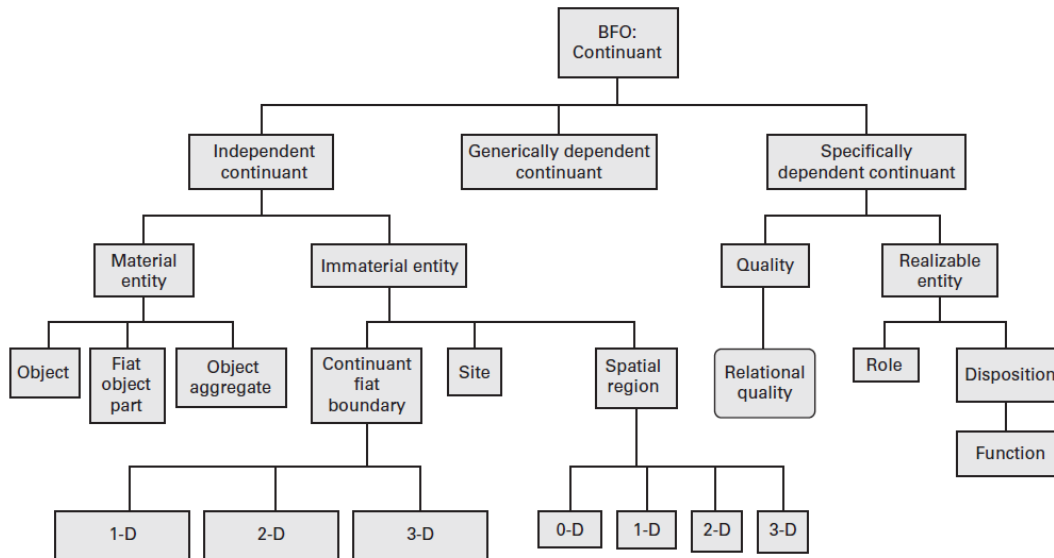 BFO:
Continuant
Independent
continuant
Generically dependent
continuant
Specifically
dependent continuant
Material
entity
Immaterial entity
Quality
Realizable
entity
Object
Fiat
object
part
Object
aggregate
Continuant
fiat
boundary
Site
Spatial
region
Relational
quality
Role
Disposition
Function
1-D
2-D
3-D
0-D
1-D
2-D
3-D